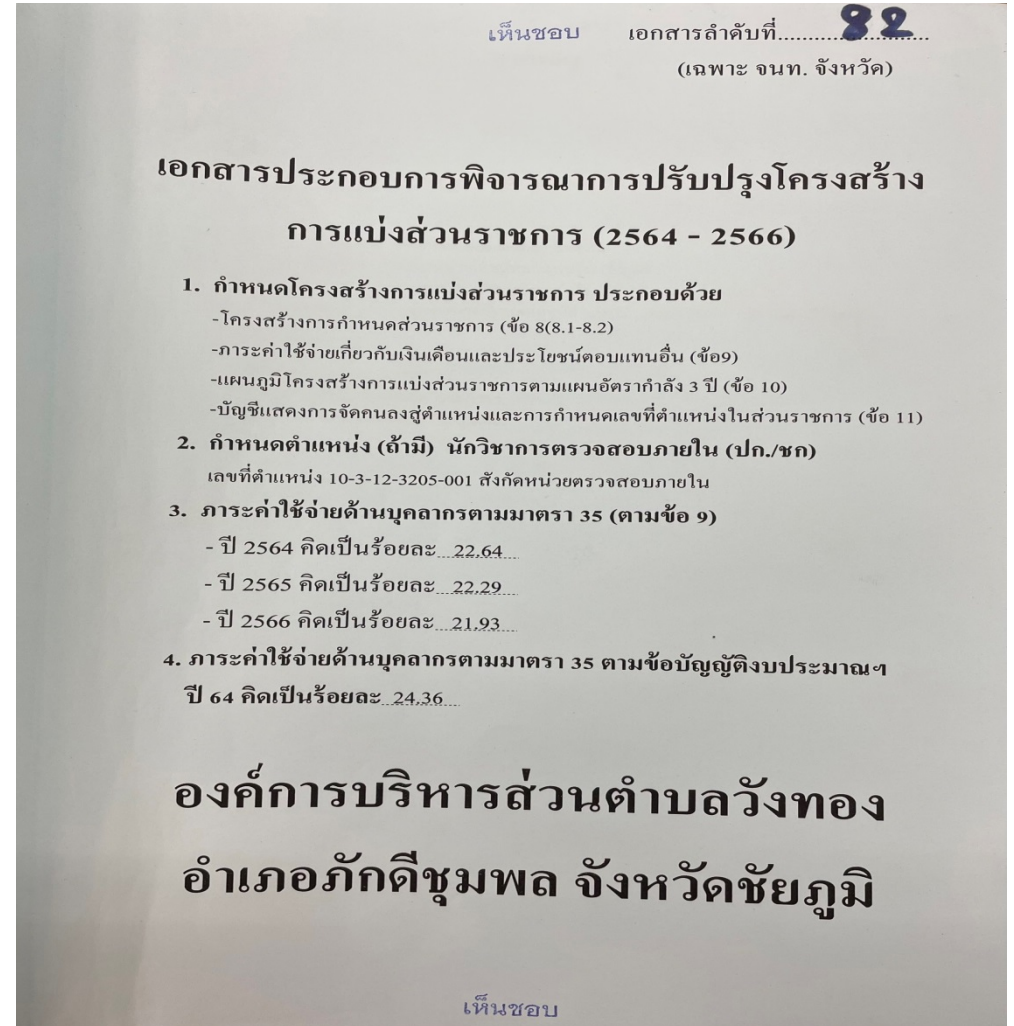 เห็นชอบ เอกสารลำดับที่.......82.......
(เฉพาะ จนท. จังหวัด)
เอกสารประกอบการพิจารณาการปรับปรุงโครงสร้าง
การแบ่งส่วนราชการ (2564 - 2566)
1. กำหนดโครงสร้างการแบ่งส่วนราชการ ประกอบด้วย
-โครงสร้างการกำหนดส่วนราชการ (ข้อ 8(8.1-8.2)
-ภาระค่าใช้จ่ายเกี่ยวกับเงินเดือนและประโยชน์ตอบแทนอื่น (ข้อ9)
-แผนภูมิโครงสร้างการแบ่งส่วนราชการตามแผนอัตรากำลัง 3 ปี (ข้อ 10)
-บัญชีแสดงการจัดคนลงสู่ตำแหน่งและการกำหนดเลขที่ตำแหน่งในส่วนราชการ (ข้อ 11)
2. กำหนดตำแหน่ง (ถ้ามี) นักวิชาการตรวจสอบภายใน (ปก./ชก)
เลขที่ตำแหน่ง 10-3-12-3205-001 สังกัดหน่วยตรวจสอบภายใน
3. ภาระค่าใช้จ่ายด้านบุคลากรตามมาตรา 35 (ตามข้อ 9)
- ปี 2564 คิดเป็นร้อยละ...22.64....
- ปี 2565 คิดเป็นร้อยละ...22.29....
- ปี 2566 คิดเป็นร้อยละ...21.93....
4. ภาระค่าใช้จ่ายด้านบุคลากรตามมาตรา 35 ตามข้อบัญญัติงบประมาณฯ
ปี 64 คิดเป็นร้อยละ...24.36....
องค์การบริหารส่วนตำบลวังทอง
อำเภอภักดีชุมพล จังหวัดชัยภูมิ
เห็นชอบ